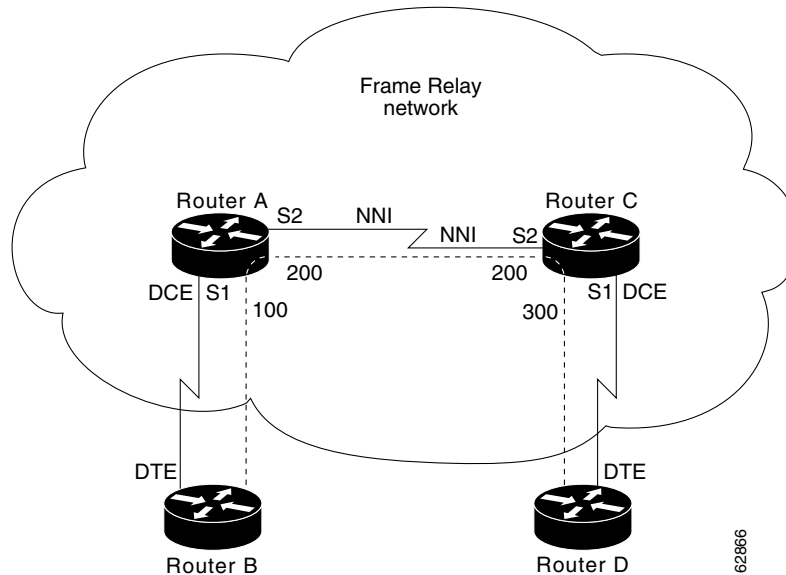 Frame Relay
network
Router A
Router C
S2
NNI
NNI
S2
200
200
DCE
S1
100
300
S1
DCE
DTE
DTE
Router B
Router D
62866